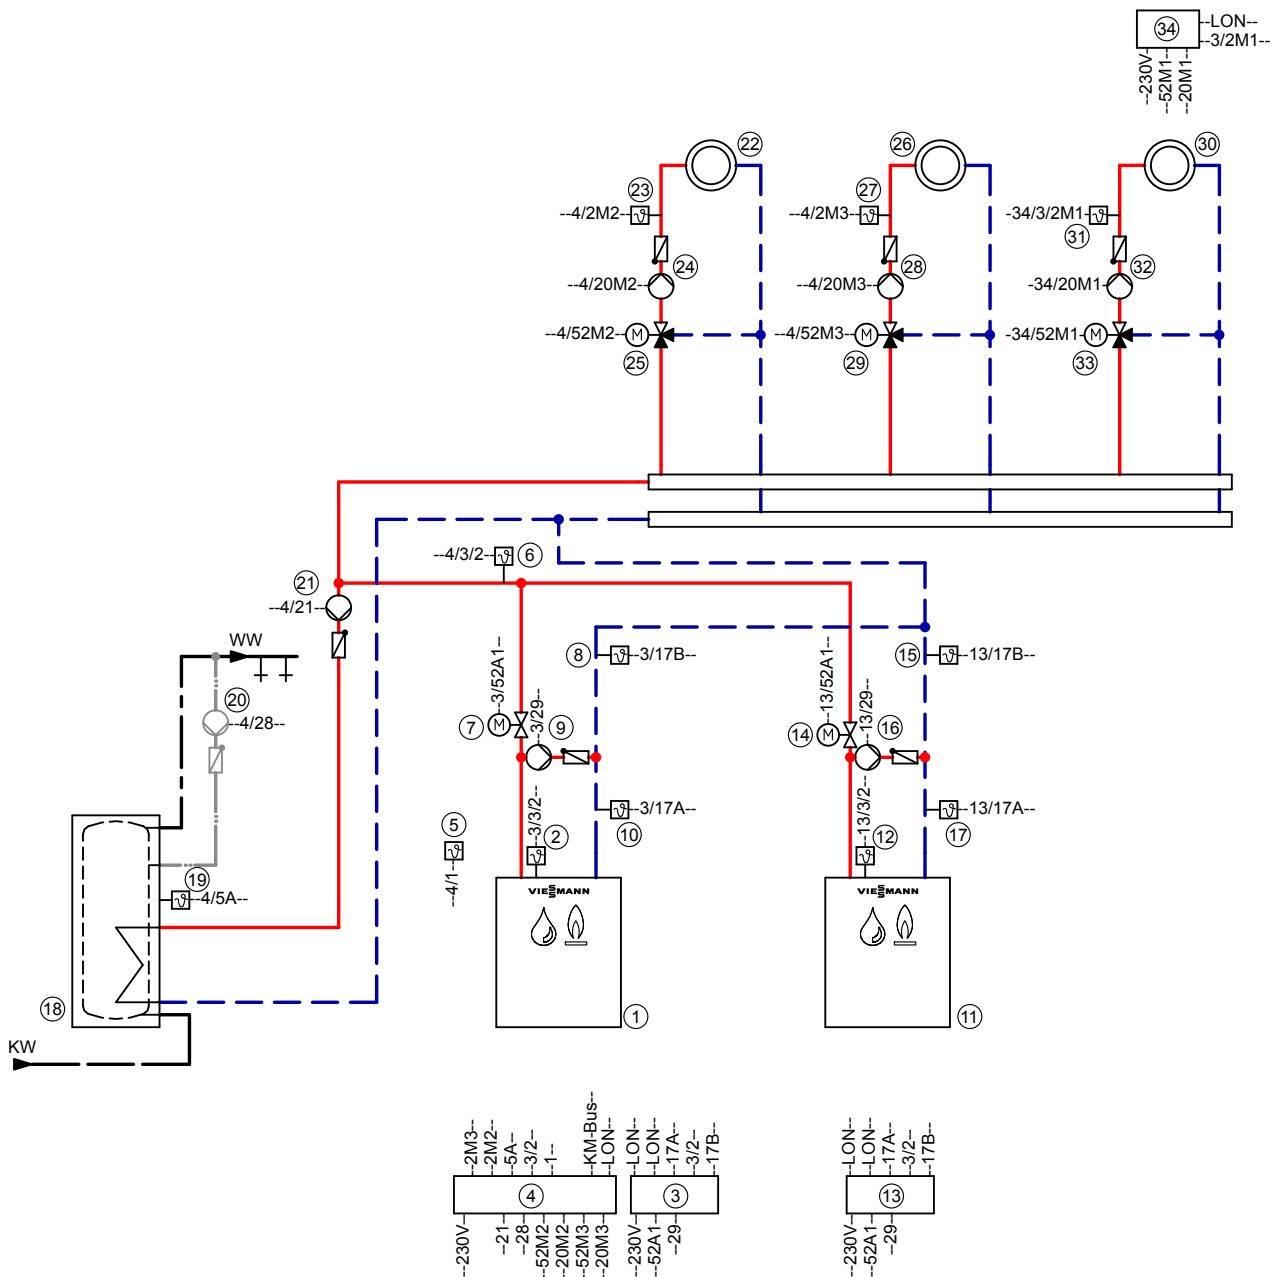 34
--LON--
--3/2M1--
--230V--
--52M1--
--20M1--
22
26
30
23
27
--4/2M2--
--4/2M3--
-34/3/2M1--
31
24
28
32
--4/20M2--
--4/20M3--
-34/20M1-
--4/52M2--
M
--4/52M3--
M
-34/52M1-
M
25
29
33
--4/3/2--
6
21
--4/21--
WW
8
--3/17B--
15
--13/17B--
--3/52A1--
--13/52A1--
20
--4/28--
7
M
--3/29--
9
14
M
--13/29--
16
--3/3/2--
--3/17A--
--13/3/2--
--13/17A--
5
2
10
12
17
--4/1--
19
--4/5A--
VIESMANN
VIESMANN
18
1
11
KW
--2M3--
--2M2--
--5A--
--3/2--
--1--
--KM-Bus--
--LON--
--LON--
--LON--
--17A--
--3/2--
--17B--
--LON--
--LON--
--17A--
--3/2--
--17B--
4
3
13
--230V--
--21--
--28--
--52M2--
--20M2--
--52M3--
--20M3--
--230V--
--52A1--
--29--
--230V--
--52A1--
--29--